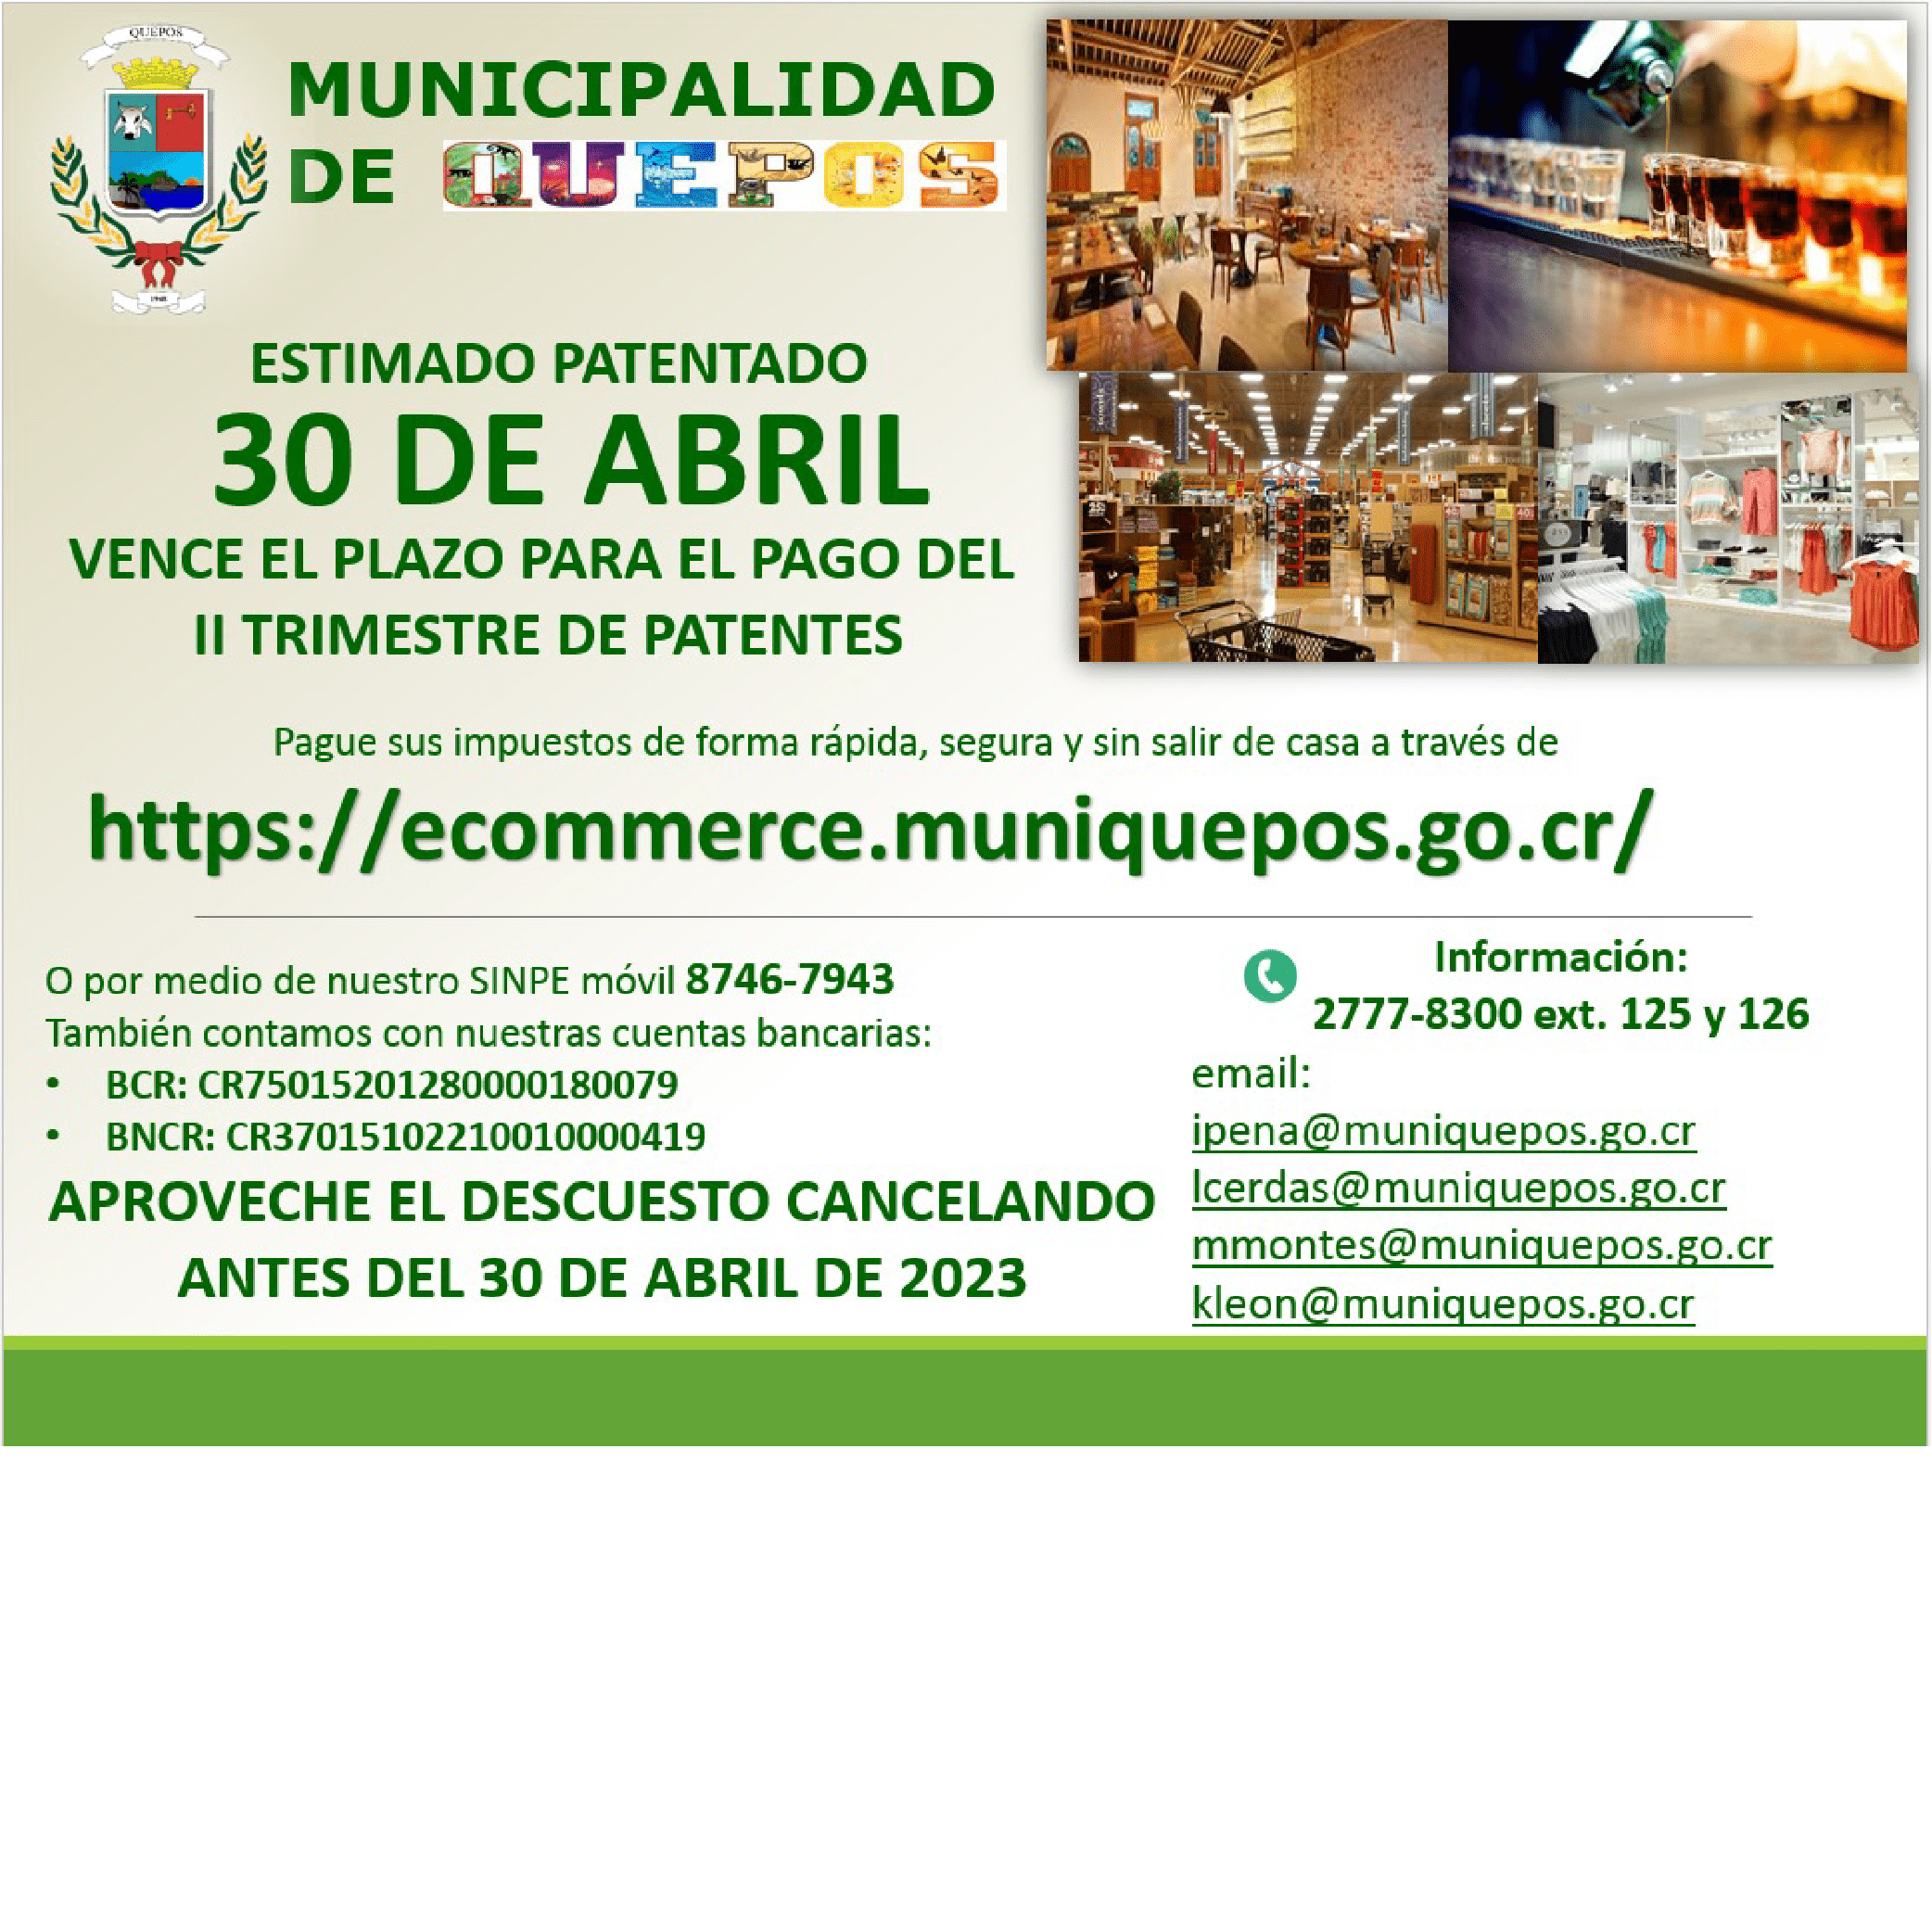 QUEPOS
MUNICIPALIDAD
DE QUEPOS
1948
ESTIMADO PATENTADO
30 DE ABRIL
VENCE EL PLAZO PARA EL PAGO DEL
II TRIMESTRE DE PATENTES
Pague sus impuestos de forma rápida, segura y sin salir de casa a través de
https://ecommerce.muniquepos.go.cr/
O por medio de nuestro SINPE móvil 8746-7943
También contamos con nuestras cuentas bancarias:
• BCR: CR75015201280000180079
• BNCR: CR37015102210010000419
APROVECHE EL DESCUESTO CANCELANDO
ANTES DEL 30 DE ABRIL DE 2023
Información:
2777-8300 ext. 125 y 126
email:
ipena@muniquepos.go.cr
lcerdas@muniquepos.go.cr
mmontes@muniquepos.go.cr
kleon@muniquepos.go.cr